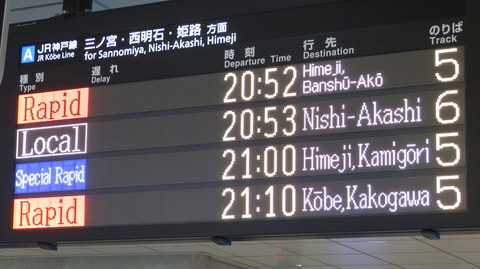 A JR神戸線 三ノ宮・西明石・姫路 方面
JR Kōbe Line for Sannomiya, Nishi-Akashi, Himeji
種別 遅れ 時刻 行先 のりば
Type Delay Departure Time Destination Track
Rapid 20:52 Himeji, Banshū-Akō 5
Local 20:53 Nishi-Akashi 6
Special Rapid 21:00 Himeji,Kamigōri 5
Rapid 21:10 Kōbe,Kakogawa 5